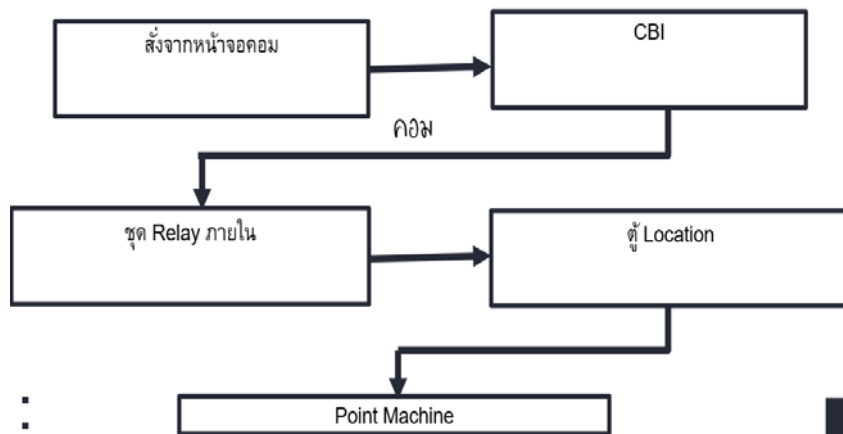 สั่งจากหน้าจอคอม
CBI
คอม
ชุด Relay ภายใน
ตู้ Location
:
Point Machine